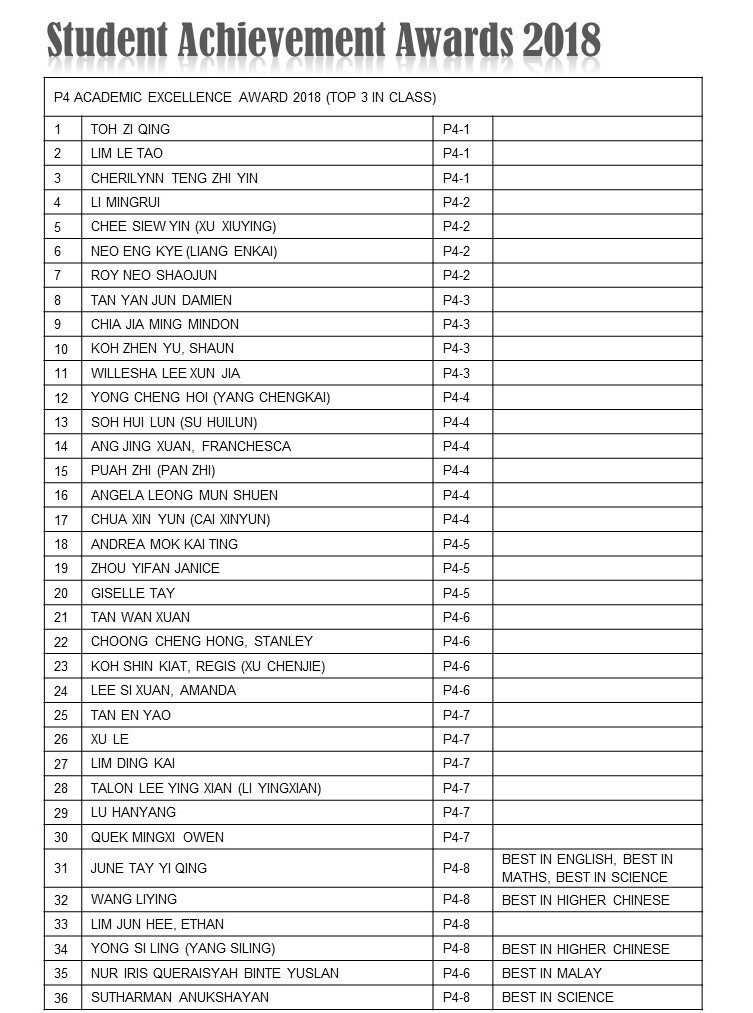 Student Achievement Awards 2018
P4 ACADEMIC EXCELLENCE AWARD 2018 (TOP 3 IN CLASS)
1 TOH ZI QING P4-1
2 LIM LE TAO P4-1
3 CHERILYNN TENG ZHI YIN P4-1
4 LI MINGRUI P4-2
5 CHEE SIEW YIN (XU XIUYING) P4-2
6 NEO ENG KYE (LIANG ENKAI) P4-2
7 ROY NEO SHAOJUN P4-2
8 TAN YAN JUN DAMIEN P4-3
9 CHIA JIA MING MINDON P4-3
10 KOH ZHEN YU, SHAUN P4-3
11 WILLESHA LEE XUN JIA P4-3
12 YONG CHENG HOI (YANG CHENGKAI) P4-4
13 SOH HUI LUN (SU HUILUN) P4-4
14 ANG JING XUAN, FRANCHESCA P4-4
15 PUAH ZHI (PAN ZHI) P4-4
16 ANGELA LEONG MUN SHUEN P4-4
17 CHUA XIN YUN (CAI XINYUN) P4-4
18 ANDREA MOK KAI TING P4-5
19 ZHOU YIFAN JANICE P4-5
20 GISELLE TAY P4-5
21 TAN WAN XUAN P4-6
22 CHOONG CHENG HONG, STANLEY P4-6
23 KOH SHIN KIAT, REGIS (XU CHENJIE) P4-6
24 LEE SI XUAN, AMANDA P4-6
25 TAN EN YAO P4-7
26 XU LE P4-7
27 LIM DING KAI P4-7
28 TALON LEE YING XIAN (LI YINGXIAN) P4-7
29 LU HANYANG P4-7
30 QUEK MINGXI OWEN P4-7
31 JUNE TAY YI QING P4-8 BEST IN ENGLISH, BEST IN
MATHS, BEST IN SCIENCE
32 WANG LIYING P4-8 BEST IN HIGHER CHINESE
33 LIM JUN HEE, ETHAN P4-8
34 YONG SI LING (YANG SILING) P4-8 BEST IN HIGHER CHINESE
35 NUR IRIS QUERAISYAH BINTE YUSLAN P4-6 BEST IN MALAY
36 SUTHARMAN ANUKSHAYAN P4-8 BEST IN SCIENCE